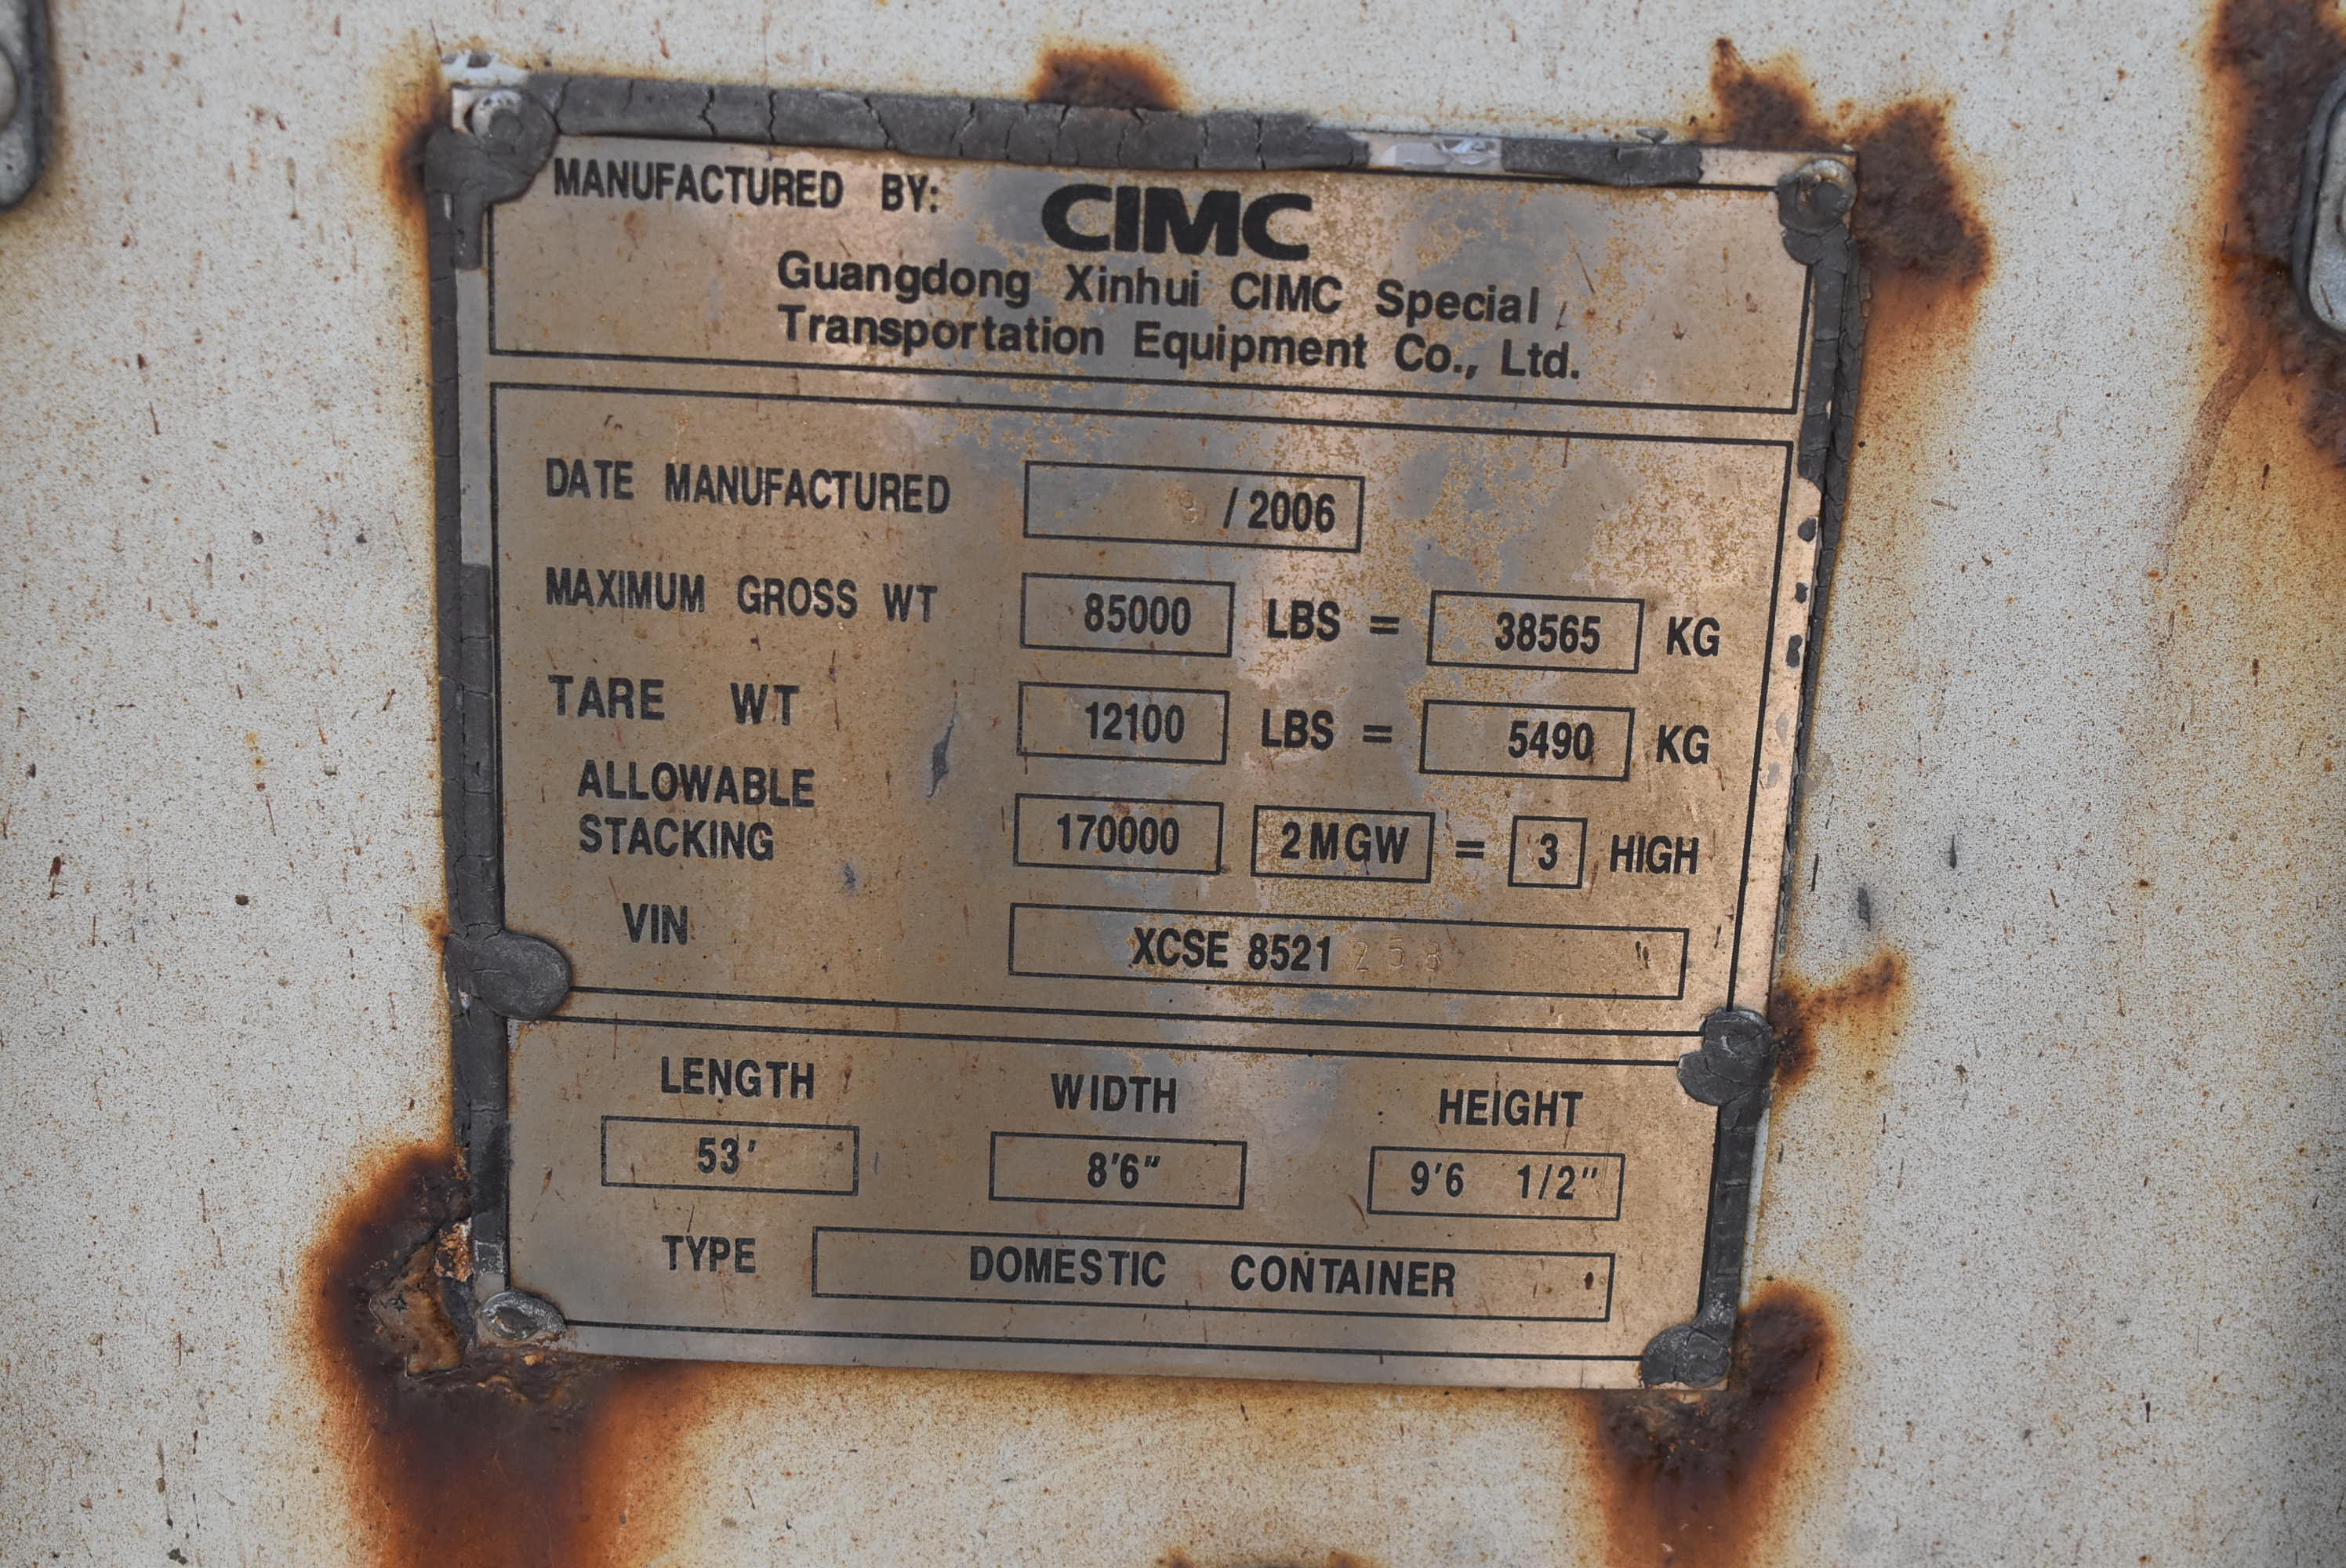 MANUFACTURED BY: CIMC
Guangdong Xinhui CIMC Special
Transportation Equipment Co., Ltd.
DATE MANUFACTURED 9 / 2006
MAXIMUM GROSS WT 85000 LBS = 38565 KG
TARE WT 12100 LBS = 5490 KG
ALLOWABLE
STACKING 170000 2MGW = 3 HIGH
VIN XCSE 8521 258
LENGTH WIDTH HEIGHT
53' 8'6" 9'6 1/2"
TYPE DOMESTIC CONTAINER